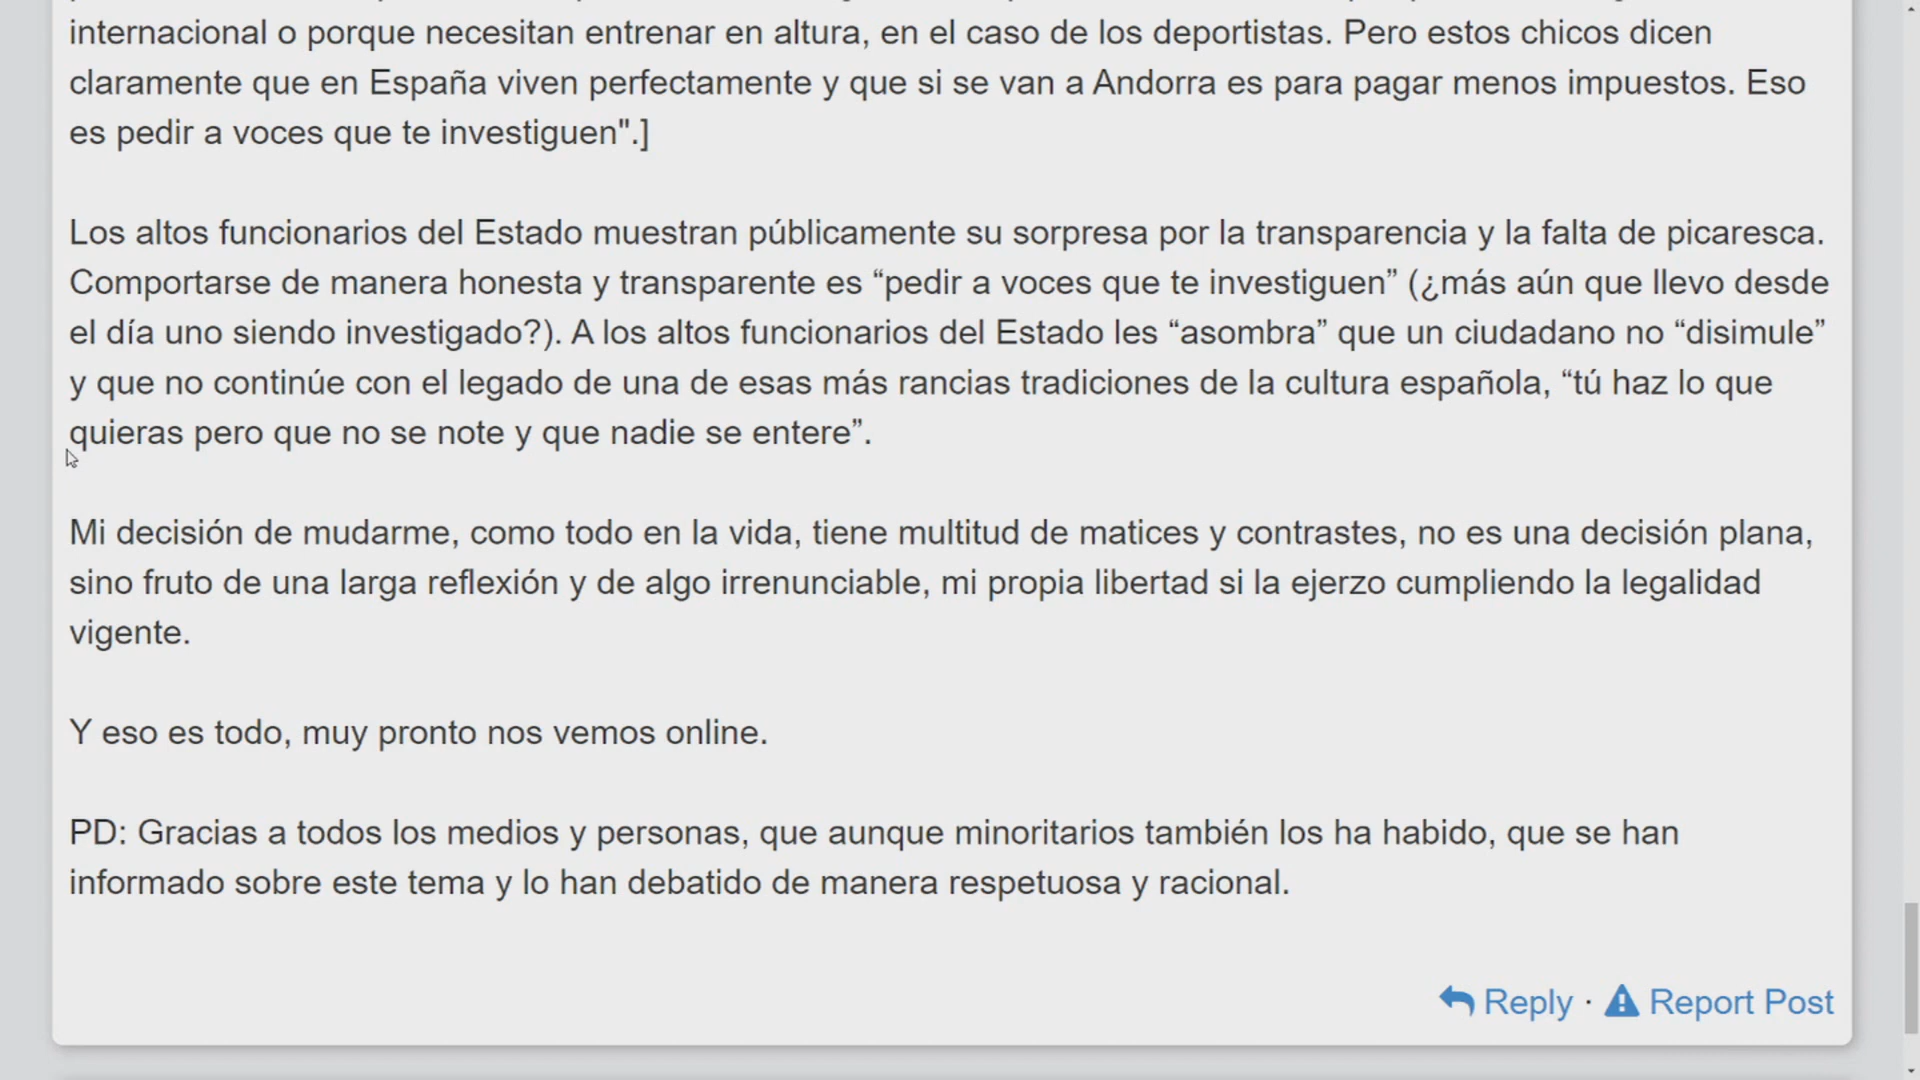 internacional o porque necesitan entrenar en altura, en el caso de los deportistas. Pero estos chicos dicen
claramente que en España viven perfectamente y que si se van a Andorra es para pagar menos impuestos. Eso
es pedir a voces que te investiguen".]
Los altos funcionarios del Estado muestran públicamente su sorpresa por la transparencia y la falta de picaresca.
Comportarse de manera honesta y transparente es “pedir a voces que te investiguen” (¿más aún que llevo desde
el día uno siendo investigado?). A los altos funcionarios del Estado les “asombra” que un ciudadano no “disimule”
y que no continúe con el legado de una de esas más rancias tradiciones de la cultura española, “tú haz lo que
quieras pero que no se note y que nadie se entere”.
Mi decisión de mudarme, como todo en la vida, tiene multitud de matices y contrastes, no es una decisión plana,
sino fruto de una larga reflexión y de algo irrenunciable, mi propia libertad si la ejerzo cumpliendo la legalidad
vigente.
Y eso es todo, muy pronto nos vemos online.
PD: Gracias a todos los medios y personas, que aunque minoritarios también los ha habido, que se han
informado sobre este tema y lo han debatido de manera respetuosa y racional.
Reply · Report Post